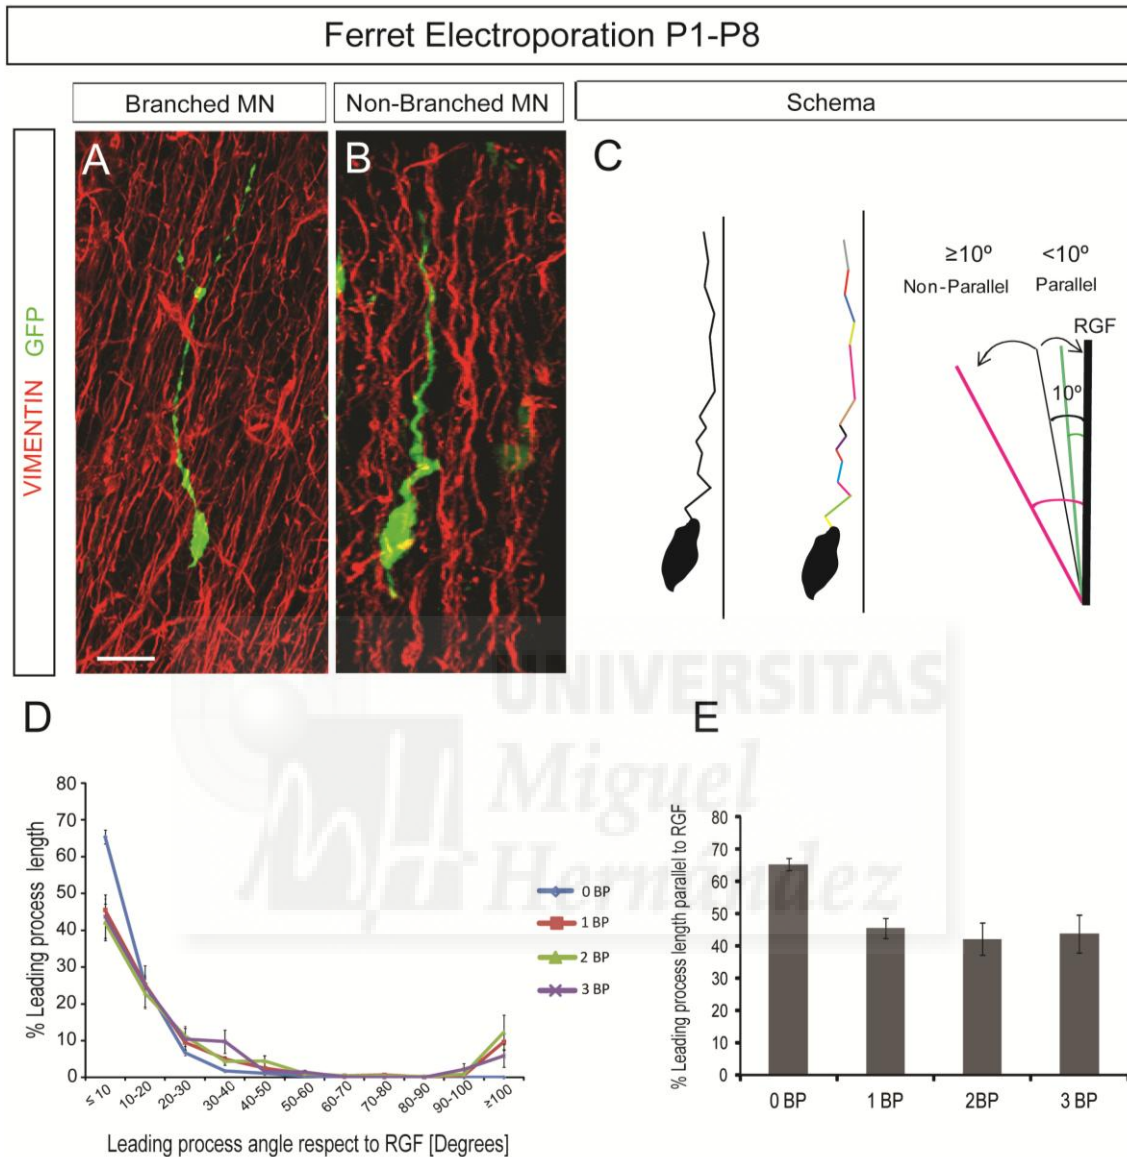 Ferret Electroporation P1-P8
Branched MN
Non-Branched MN
Schema
VIMENTIN GFP
A
B
C
≥10º
Non-Parallel
<10º
Parallel
RGF
10º
UNIVERSITAS
Miguel
Hernández
D
% Leading process length
80
70
60
50
40
30
20
10
0
≤ 10
10-20
20-30
30-40
40-50
50-60
60-70
70-80
80-90
90-100
≥100
Leading process angle respect to RGF [Degrees]
0 BP
1 BP
2 BP
3 BP
E
% Leading process length parallel to RGF
80
70
60
50
40
30
20
10
0
0 BP
1 BP
2BP
3 BP